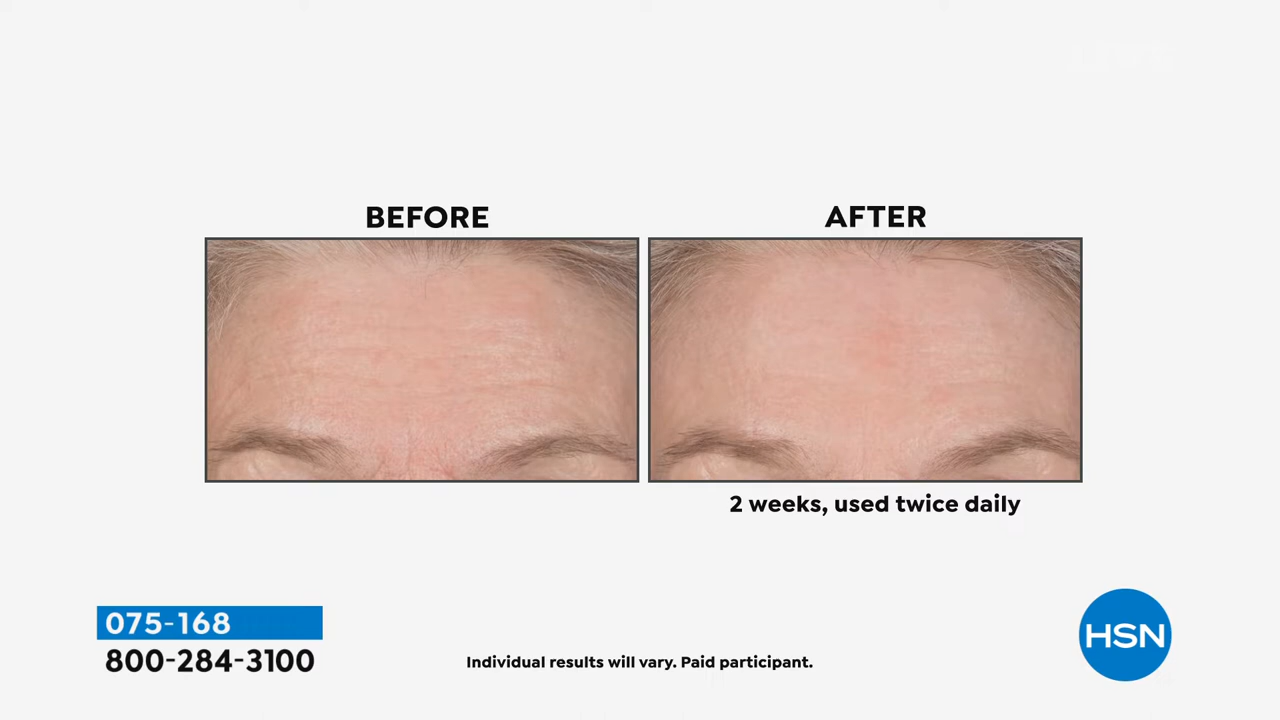 BEFORE
AFTER
2 weeks, used twice daily
075-168
800-284-3100
Individual results will vary. Paid participant.
HSN